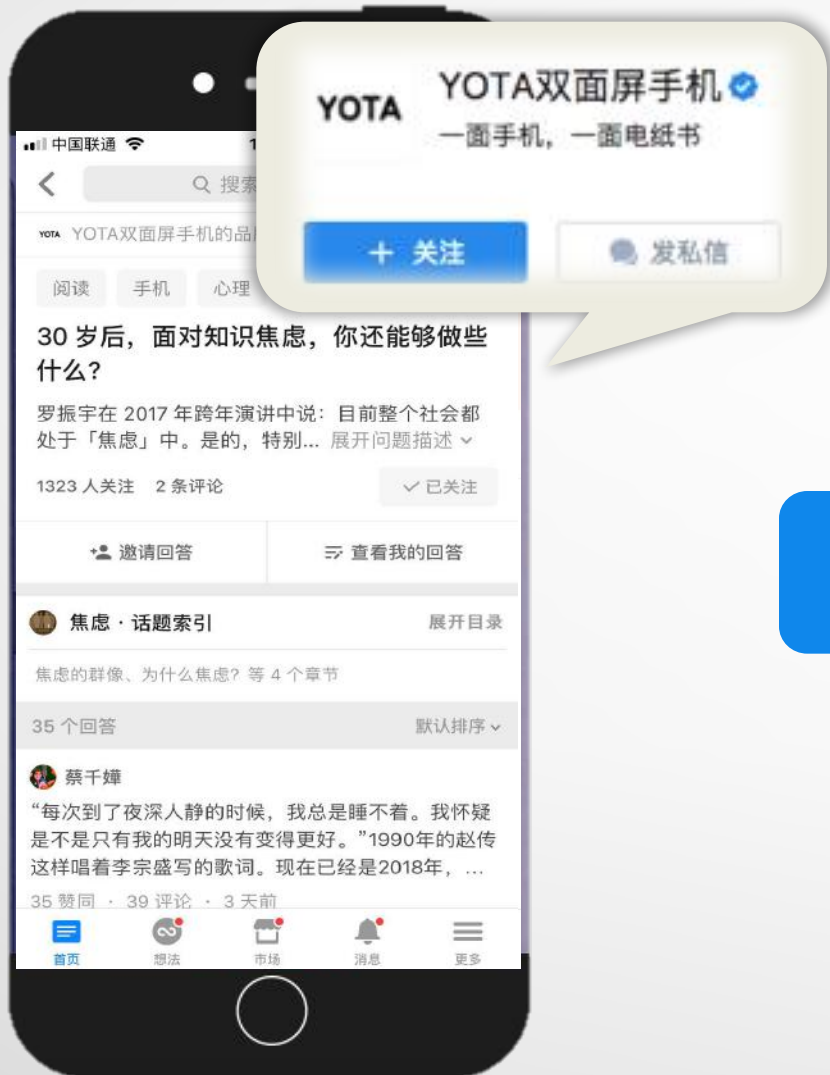 YOTA
YOTA双面屏手机
一面手机，一面电纸书
+ 关注
发私信
中国联通
搜索
YOTA YOTA双面屏手机的品
阅读 手机 心理
30 岁后，面对知识焦虑，你还能够做些
什么？
罗振宇在 2017 年跨年演讲中说：目前整个社会都
处于「焦虑」中。是的，特别... 展开问题描述
1323 人关注 2 条评论 已关注
邀请回答 查看我的回答
焦虑 · 话题索引 展开目录
焦虑的群像、为什么焦虑？等 4 个章节
35 个回答 默认排序
蔡千嬅
“每次到了夜深人静的时候，我总是睡不着。我怀疑
是不是只有我的明天没有变得更好。”1990年的赵传
这样唱着李宗盛写的歌词。现在已经是2018年，...
35 赞同 · 39 评论 · 3 天前
首页 想法 市场 消息 更多